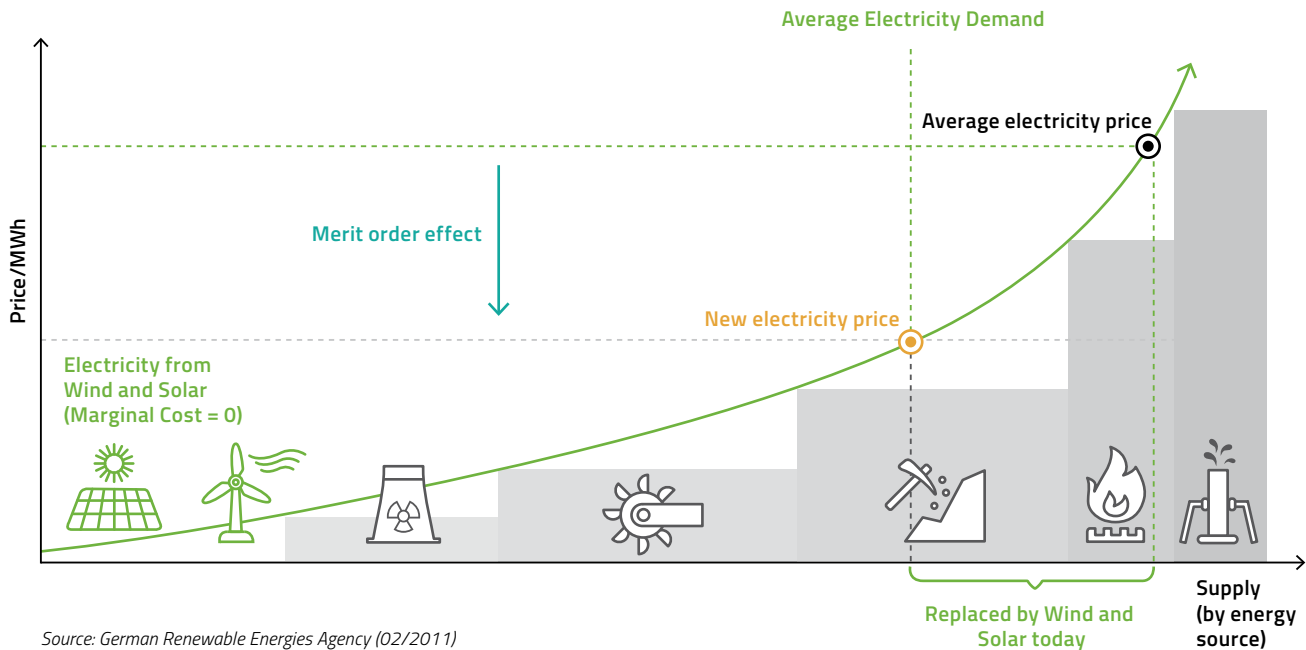 Average Electricity Demand
Average electricity price
Price/MWh
Merit order effect
New electricity price
Electricity from
Wind and Solar
(Marginal Cost = 0)
Supply
(by energy
source)
Replaced by Wind and
Solar today
Source: German Renewable Energies Agency (02/2011)